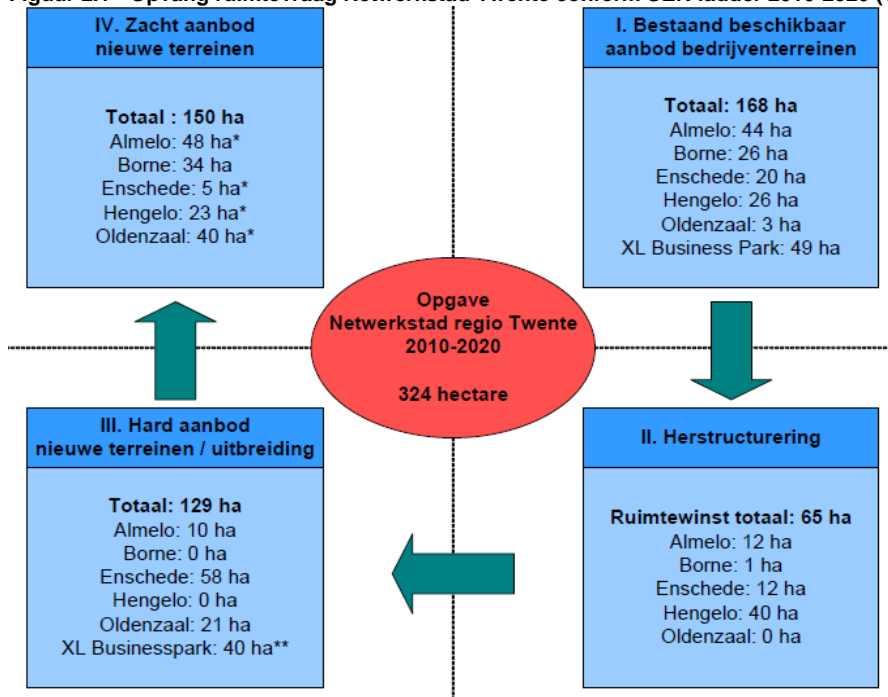 IV. Zacht aanbod
nieuwe terreinen
Totaal : 150 ha
Almelo: 48 ha*
Borne: 34 ha
Enschede: 5 ha*
Hengelo: 23 ha*
Oldenzaal: 40 ha*
I. Bestaand beschikbaar
aanbod bedrijventerreinen
Totaal: 168 ha
Almelo: 44 ha
Borne: 26 ha
Enschede: 20 ha
Hengelo: 26 ha
Oldenzaal: 3 ha
XL Business Park: 49 ha
Opgave
Netwerkstad regio Twente
2010-2020
324 hectare
III. Hard aanbod
nieuwe terreinen / uitbreiding
Totaal: 129 ha
Almelo: 10 ha
Borne: 0 ha
Enschede: 58 ha
Hengelo: 0 ha
Oldenzaal: 21 ha
XL Businesspark: 40 ha**
II. Herstructurering
Ruimtewinst totaal: 65 ha
Almelo: 12 ha
Borne: 1 ha
Enschede: 12 ha
Hengelo: 40 ha
Oldenzaal: 0 ha